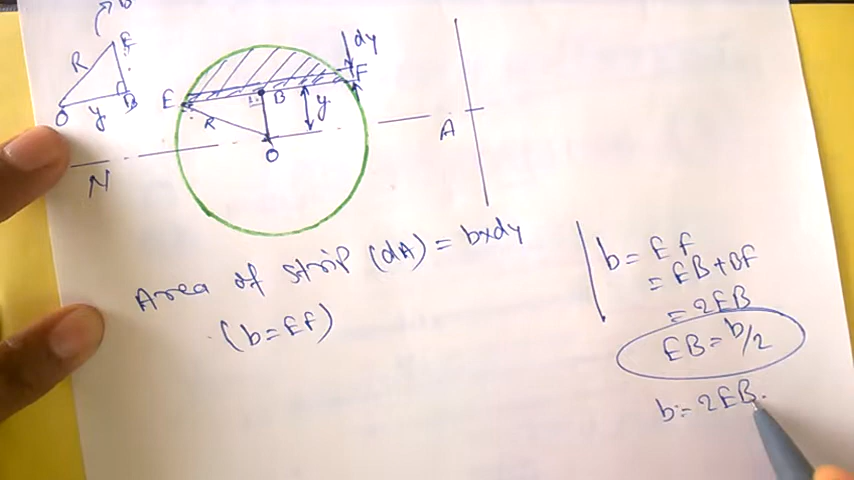 R
E
O
y
B
dy
E
B
F
y
R
O
N
A
Area of strip (dA) = b×dy
(b=EF)
b = EF
= EB+BF
= 2EB
EB = b/2
b = 2EB.